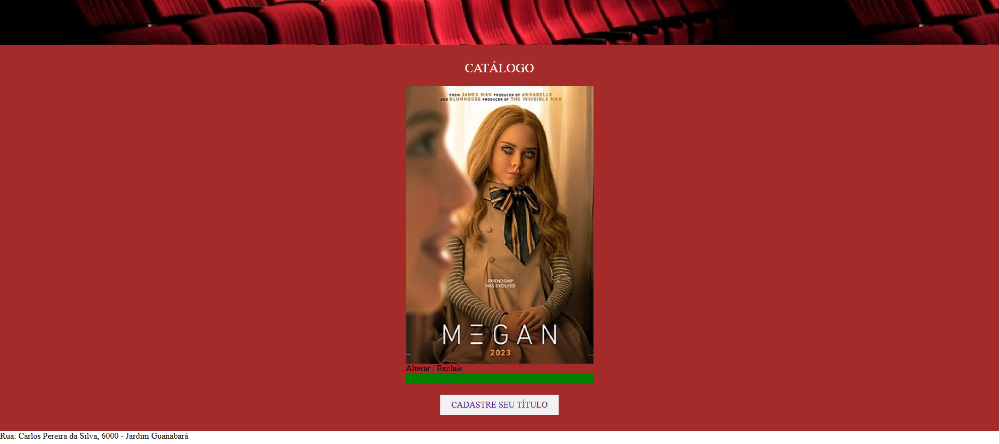 CATÁLOGO
FROM JAMES WAN PRODUCER OF ANNABELLE
AND BLUMHOUSE PRODUCER OF THE INVISIBLE MAN
FRIENDSHIP
HAS EVOLVED
MEGAN
2023
Alterar / Excluir
CADASTRE SEU TÍTULO
Rua: Carlos Pereira da Silva, 6000 - Jardim Guanabará